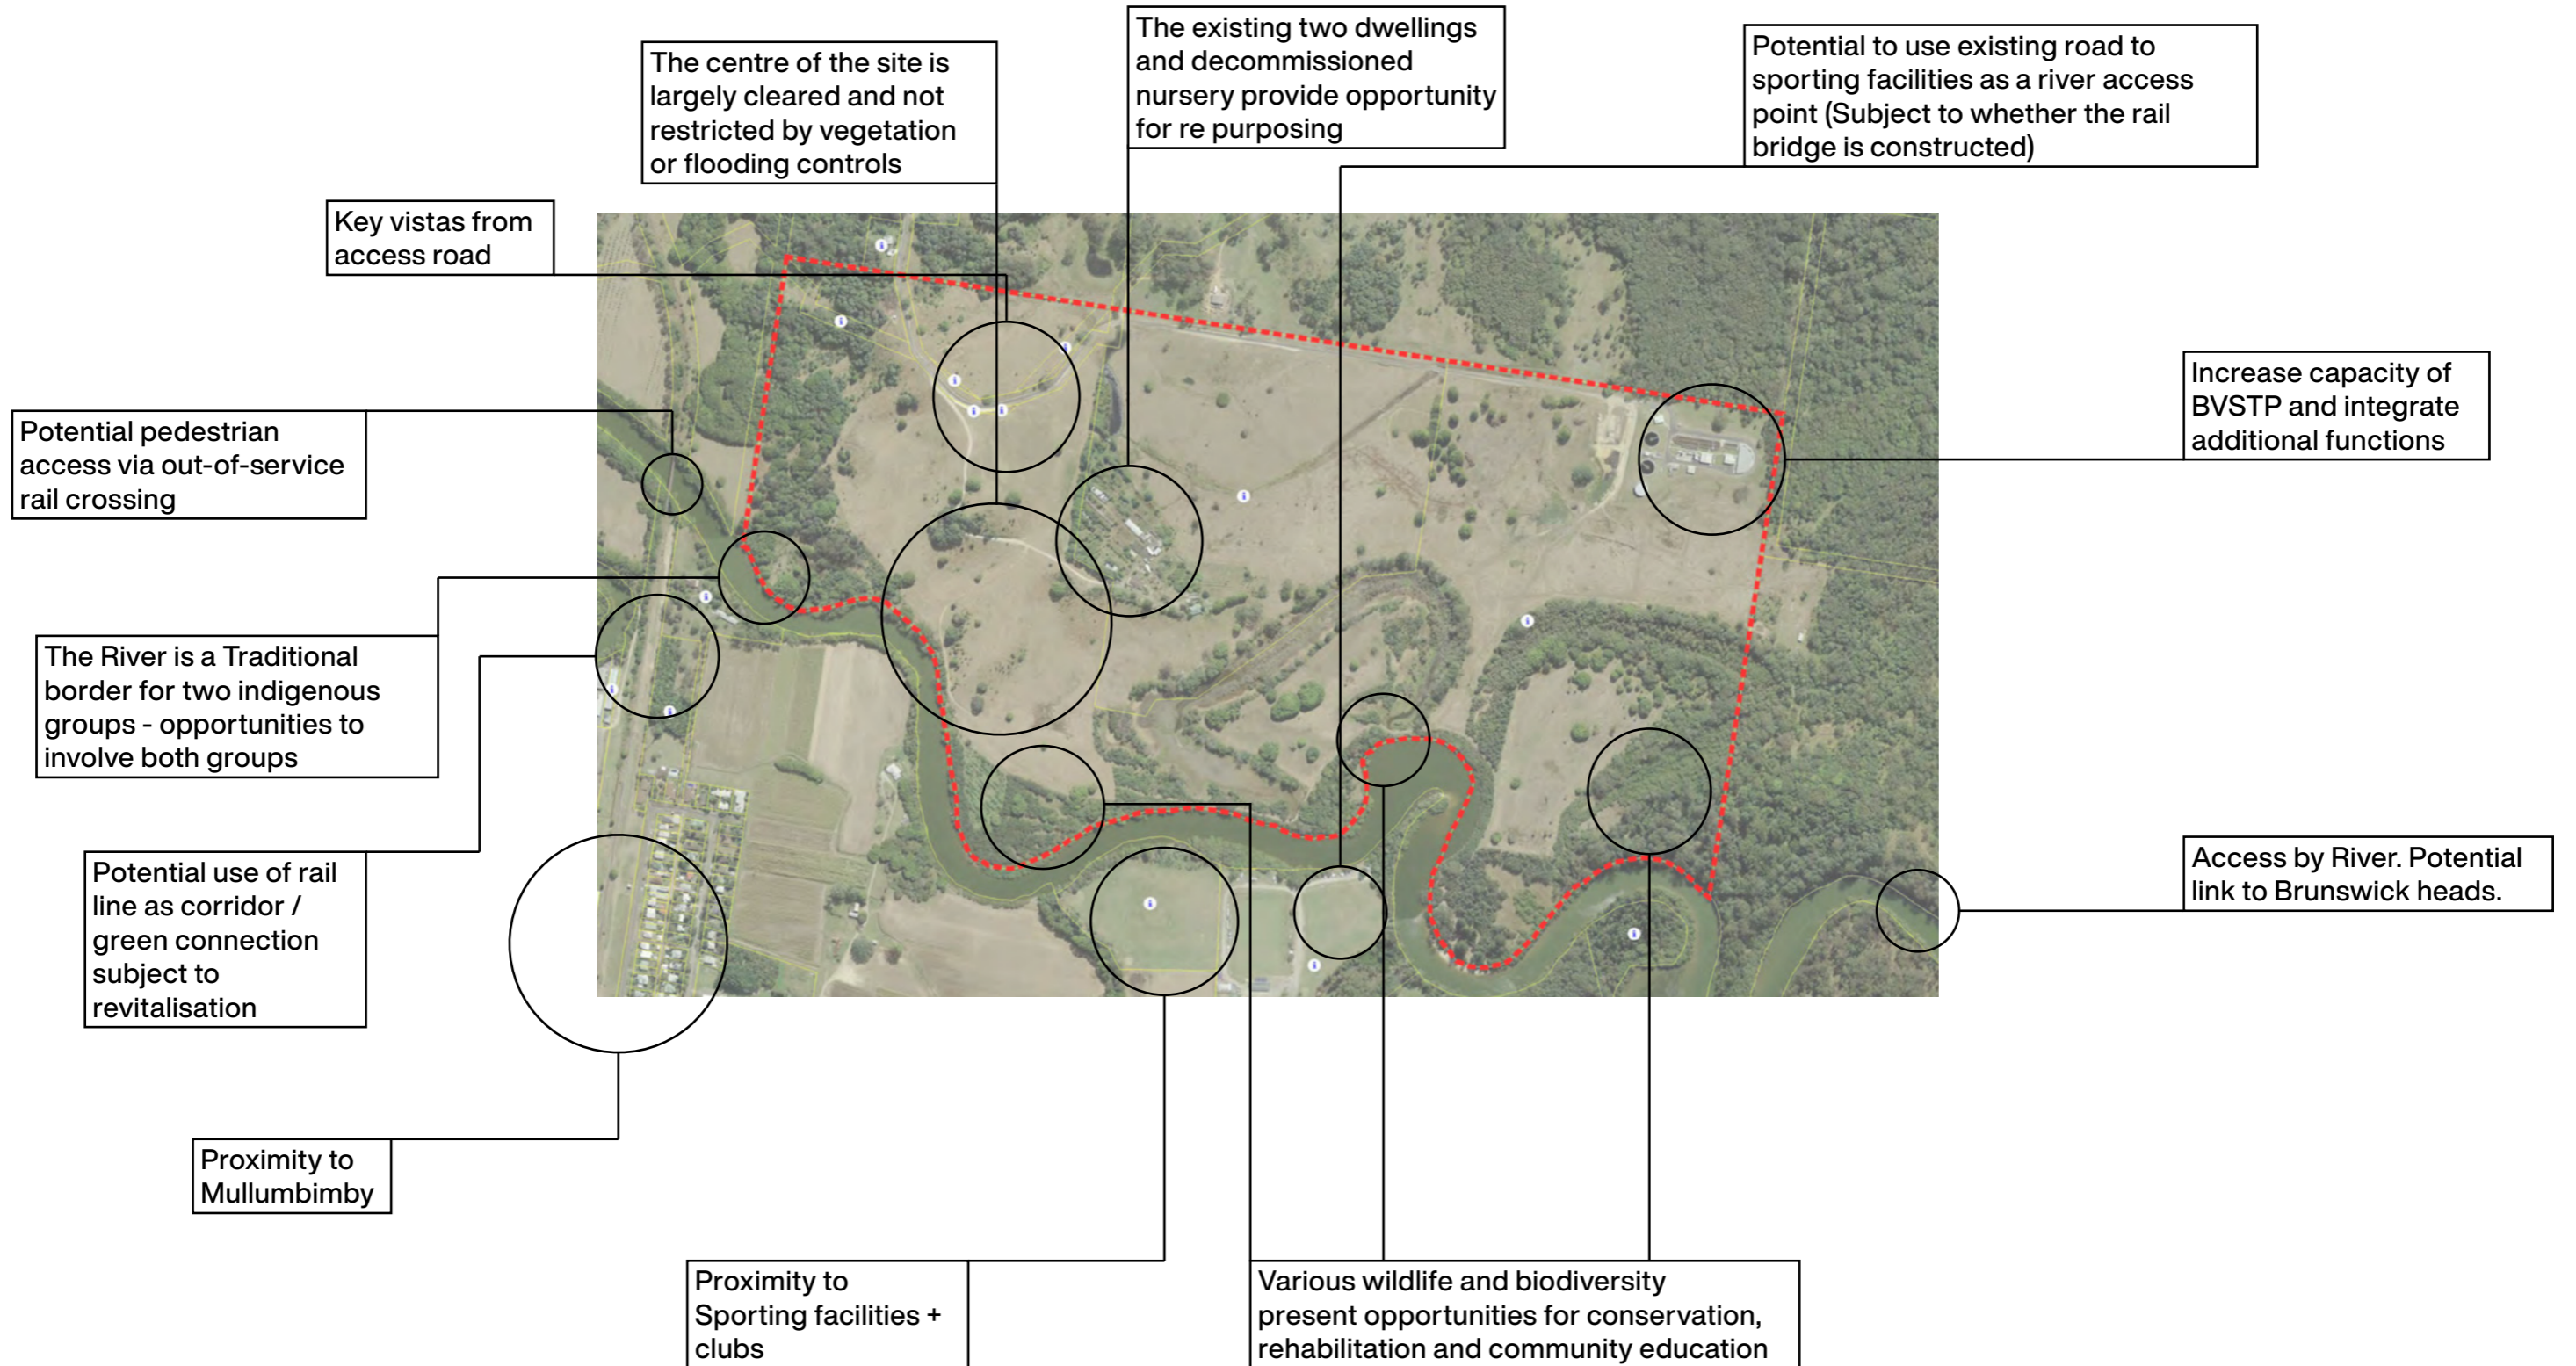 The existing two dwellings
and decommissioned
nursery provide opportunity
for re purposing
Potential to use existing road to
sporting facilities as a river access
point (Subject to whether the rail
bridge is constructed)
The centre of the site is
largely cleared and not
restricted by vegetation
or flooding controls
Key vistas from
access road
Increase capacity of
BVSTP and integrate
additional functions
Potential pedestrian
access via out-of-service
rail crossing
The River is a Traditional
border for two indigenous
groups - opportunities to
involve both groups
Potential use of rail
line as corridor /
green connection
subject to
revitalisation
Access by River. Potential
link to Brunswick heads.
Proximity to
Mullumbimby
Proximity to
Sporting facilities +
clubs
Various wildlife and biodiversity
present opportunities for conservation,
rehabilitation and community education